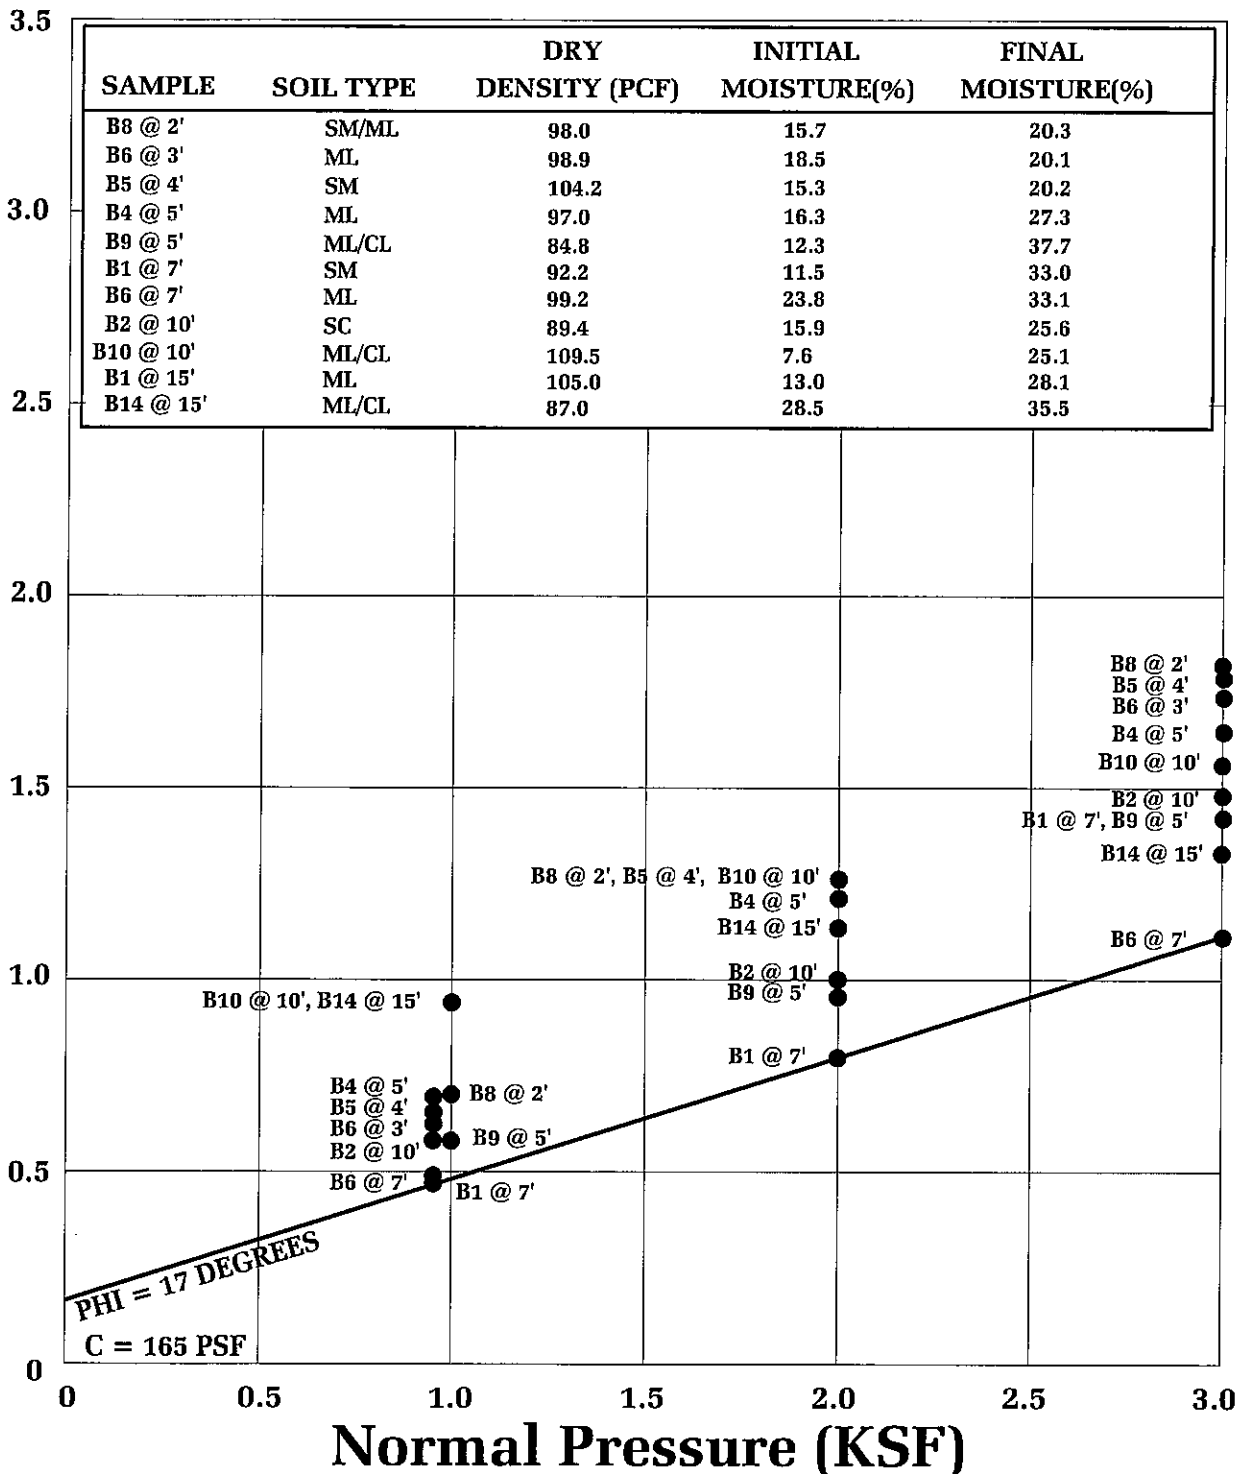 3.5
DRY INITIAL FINAL
SAMPLE SOIL TYPE DENSITY (PCF) MOISTURE(%) MOISTURE(%)
B8 @ 2' SM/ML 98.0 15.7 20.3
B6 @ 3' ML 98.9 18.5 20.1
B5 @ 4' SM 104.2 15.3 20.2
3.0
B4 @ 5' ML 97.0 16.3 27.3
B9 @ 5' ML/CL 84.8 12.3 37.7
B1 @ 7' SM 92.2 11.5 33.0
B6 @ 7' ML 99.2 23.8 33.1
B2 @ 10' SC 89.4 15.9 25.6
B10 @ 10' ML/CL 109.5 7.6 25.1
B1 @ 15' ML 105.0 13.0 28.1
2.5
B14 @ 15' ML/CL 87.0 28.5 35.5
2.0
B8 @ 2'
B5 @ 4'
B6 @ 3'
B4 @ 5'
B10 @ 10'
1.5
B2 @ 10'
B1 @ 7', B9 @ 5'
B14 @ 15'
B8 @ 2', B5 @ 4', B10 @ 10'
B4 @ 5'
B14 @ 15'
B6 @ 7'
1.0
B2 @ 10'
B9 @ 5'
B10 @ 10', B14 @ 15'
B1 @ 7'
B4 @ 5'
B8 @ 2'
B5 @ 4'
B6 @ 3'
B9 @ 5'
B2 @ 10'
0.5
B6 @ 7'
B1 @ 7'
PHI = 17 DEGREES
C = 165 PSF
0
0 0.5 1.0 1.5 2.0 2.5 3.0
Normal Pressure (KSF)